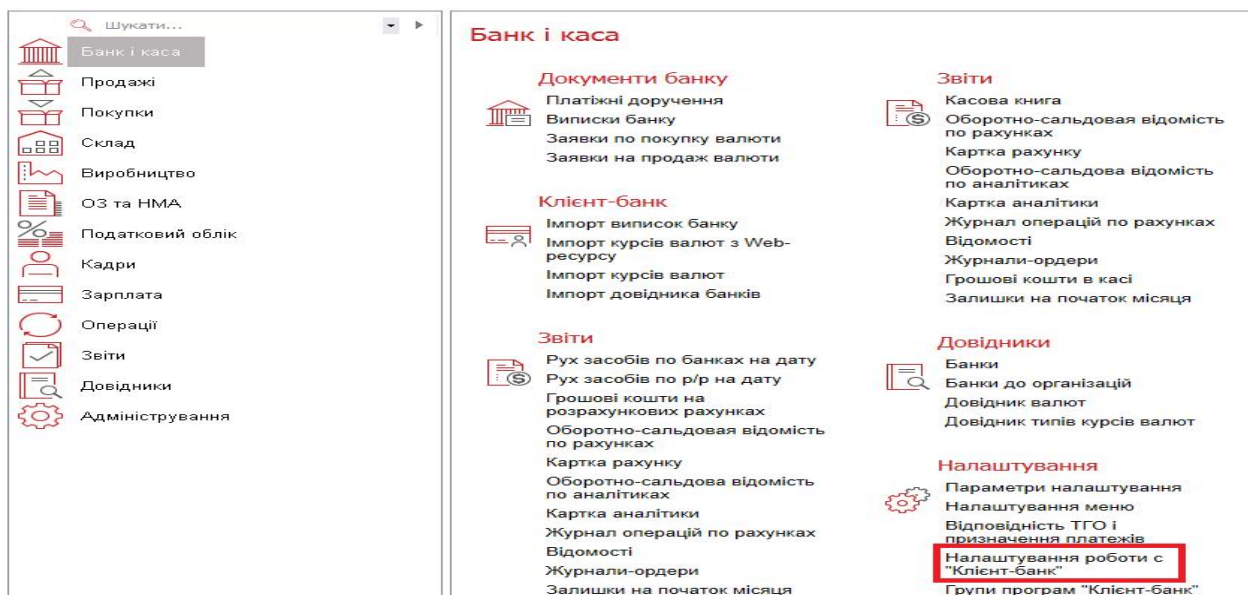 Шукати...
Банк і каса
Продажі
Покупки
Склад
Виробництво
ОЗ та НМА
Податковий облік
Кадри
Зарплата
Операції
Звіти
Довідники
Адміністрування
Банк і каса
Документи банку
Платіжні доручення
Виписки банку
Заявки по покупку валюти
Заявки на продаж валюти
Клієнт-банк
Імпорт виписок банку
Імпорт курсів валют з Web-
ресурсу
Імпорт курсів валют
Імпорт довідника банків
Звіти
Рух засобів по банках на дату
Рух засобів по р/р на дату
Грошові кошти на
розрахункових рахунках
Оборотно-сальдовая відомість
по рахунках
Картка рахунку
Оборотно-сальдова відомість
по аналітиках
Картка аналітики
Журнал операцій по рахунках
Відомості
Журнали-ордери
Залишки на початок місяця
Звіти
Касова книга
Оборотно-сальдовая відомість
по рахунках
Картка рахунку
Оборотно-сальдова відомість
по аналітиках
Картка аналітики
Журнал операцій по рахунках
Відомості
Журнали-ордери
Грошові кошти в касі
Залишки на початок місяця
Довідники
Банки
Банки до організацій
Довідник валют
Довідник типів курсів валют
Налаштування
Параметри налаштування
Налаштування меню
Відповідність ТГО і
призначення платежів
Налаштування роботи с
"Клієнт-банк"
Групи програм "Клієнт-банк"